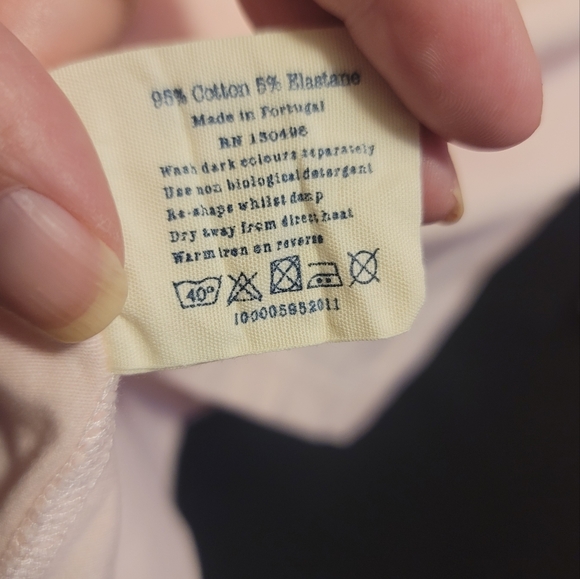 95% Cotton 5% Elastane
Made in Portugal
RN 130496
Wash dark colours separately
Use non biological detergent
Re-shape whilst damp
Dry away from direct heat
Warm iron on reverse
40°
100005952011